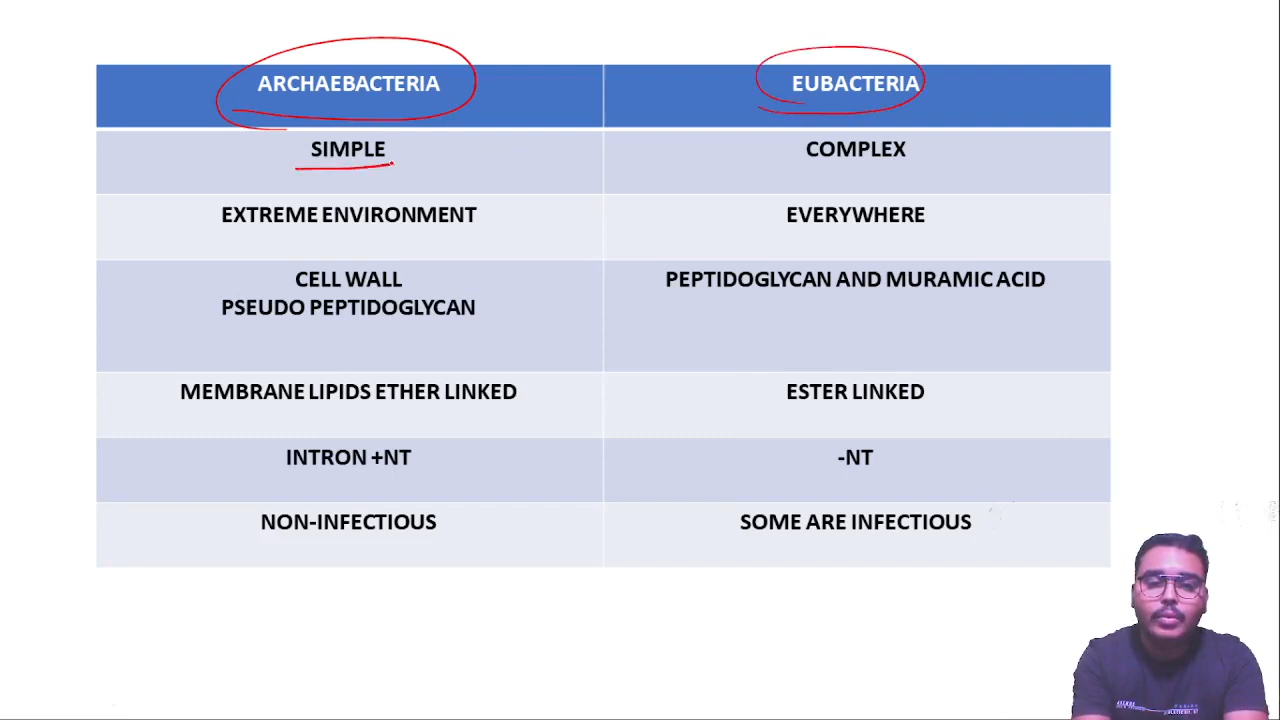 ARCHAEBACTERIA
EUBACTERIA
SIMPLE
COMPLEX
EXTREME ENVIRONMENT
EVERYWHERE
CELL WALL
PSEUDO PEPTIDOGLYCAN
PEPTIDOGLYCAN AND MURAMIC ACID
MEMBRANE LIPIDS ETHER LINKED
ESTER LINKED
INTRON +NT
-NT
NON-INFECTIOUS
SOME ARE INFECTIOUS